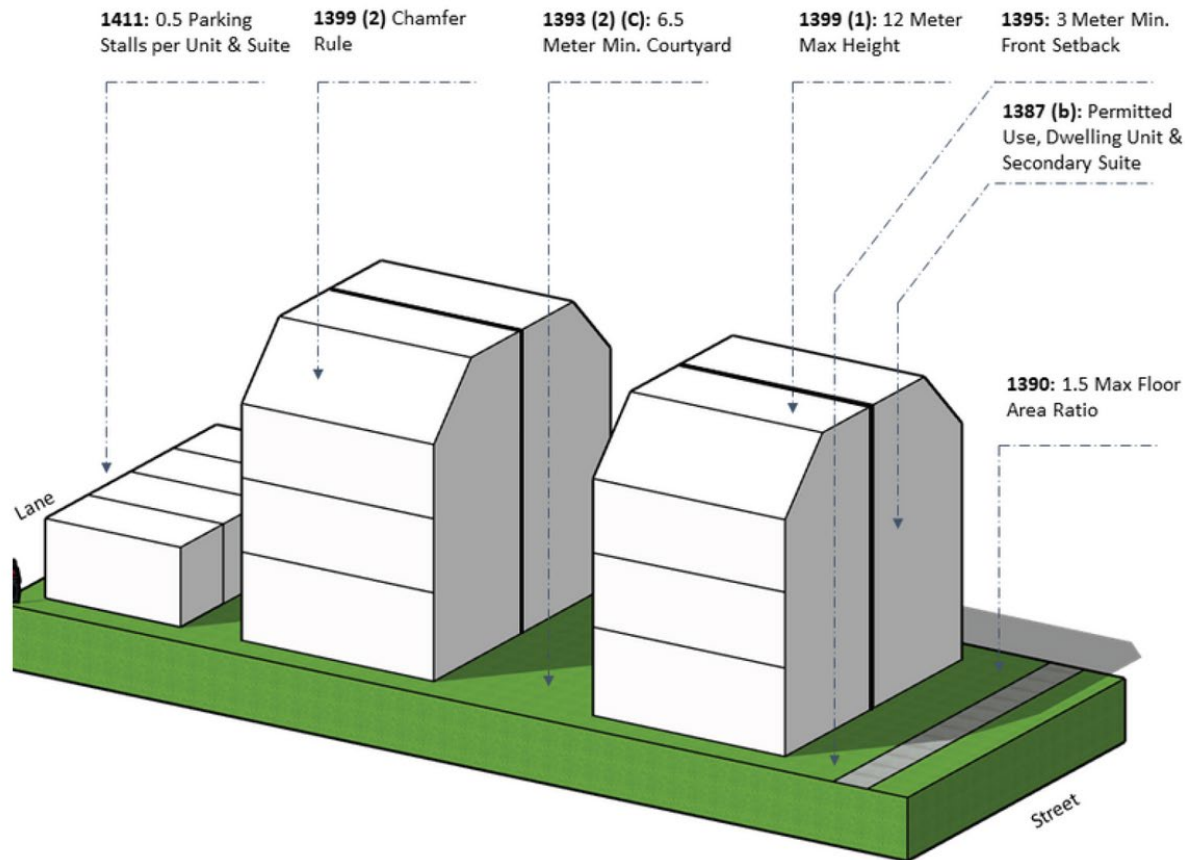 1411: 0.5 Parking
Stalls per Unit & Suite
1399 (2) Chamfer
Rule
1393 (2) (C): 6.5
Meter Min. Courtyard
1399 (1): 12 Meter
Max Height
1395: 3 Meter Min.
Front Setback
1387 (b): Permitted
Use, Dwelling Unit &
Secondary Suite
1390: 1.5 Max Floor
Area Ratio
Lane
Street